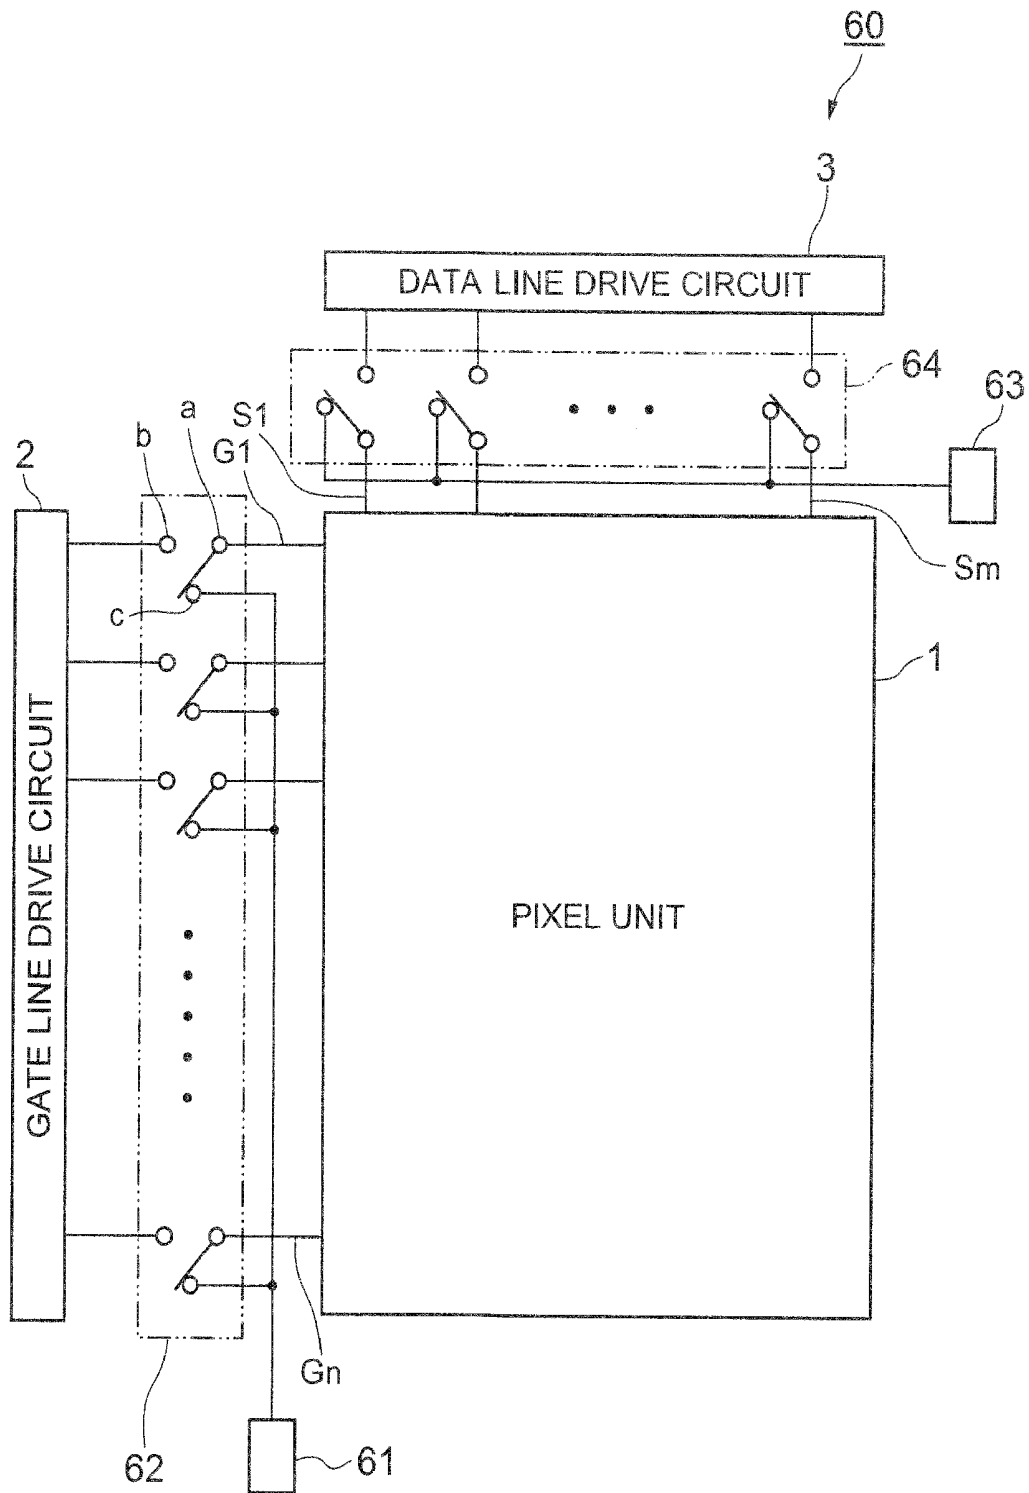 60
3
DATA LINE DRIVE CIRCUIT
64
63
S1
a
G1
b
2
Sm
c
1
GATE LINE DRIVE CIRCUIT
PIXEL UNIT
Gn
62
61